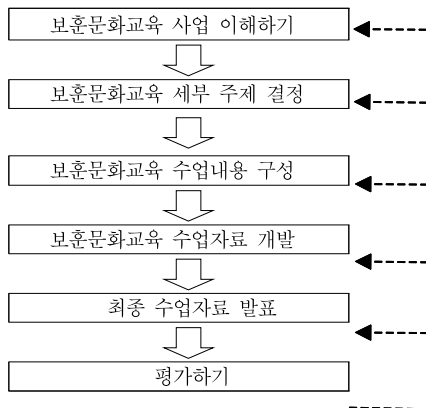 보훈문화교육 사업 이해하기
보훈문화교육 세부 주제 결정
보훈문화교육 수업내용 구성
보훈문화교육 수업자료 개발
최종 수업자료 발표
평가하기